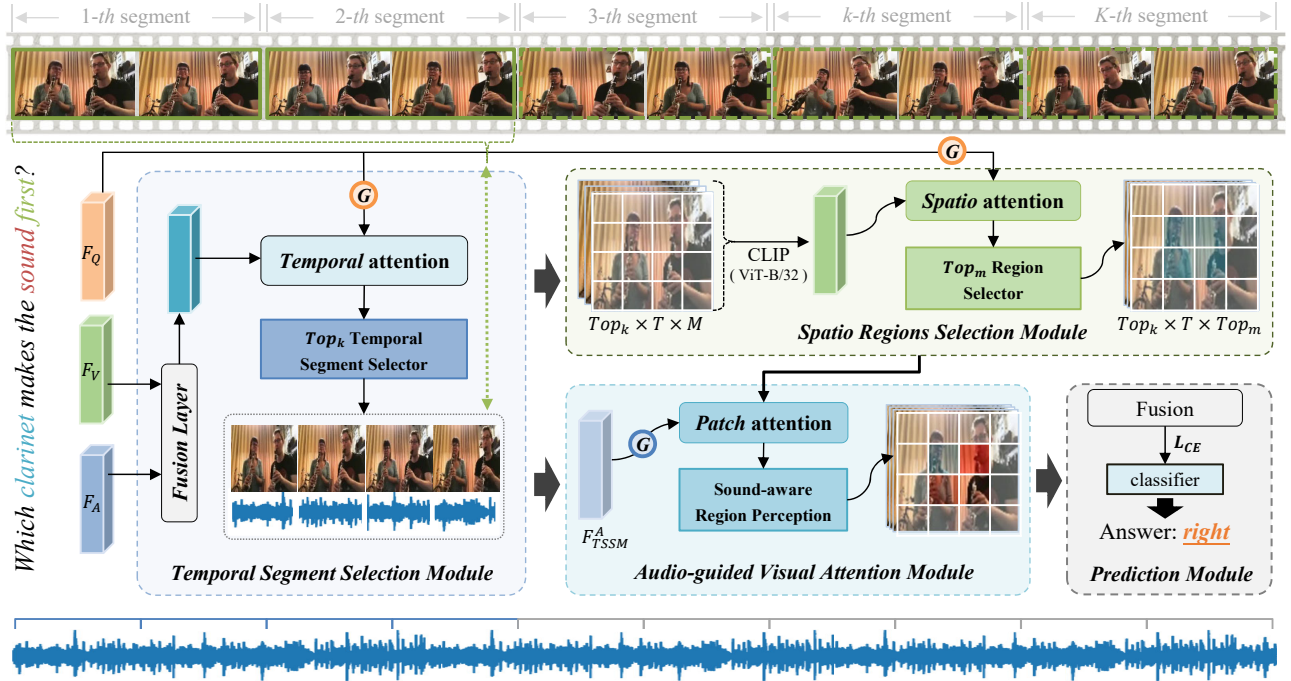 1-th segment
2-th segment
3-th segment
k-th segment
K-th segment
Which clarinet makes the sound first?
F_Q
F_V
F_A
Fusion Layer
G
Temporal attention
Top_k Temporal
Segment Selector
Temporal Segment Selection Module
G
CLIP
( ViT-B/32)
Spatio attention
Top_m Region
Selector
Top_k × T × M
Top_k × T × Top_m
Spatio Regions Selection Module
F^A_TSSM
G
Patch attention
Sound-aware
Region Perception
Audio-guided Visual Attention Module
Fusion
L_CE
classifier
Answer: right
Prediction Module